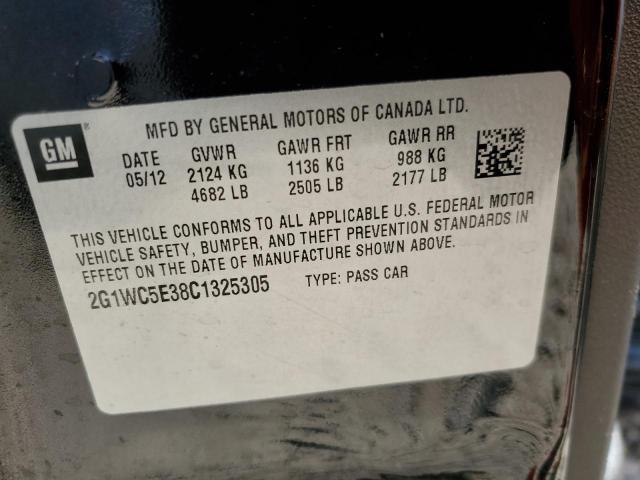 MFD BY GENERAL MOTORS OF CANADA LTD.
GM ®
DATE GVWR GAWR FRT GAWR RR
05/12 2124 KG 1136 KG 988 KG
4682 LB 2505 LB 2177 LB
THIS VEHICLE CONFORMS TO ALL APPLICABLE U.S. FEDERAL MOTOR
VEHICLE SAFETY, BUMPER, AND THEFT PREVENTION STANDARDS IN
EFFECT ON THE DATE OF MANUFACTURE SHOWN ABOVE.
2G1WC5E38C1325305 TYPE: PASS CAR